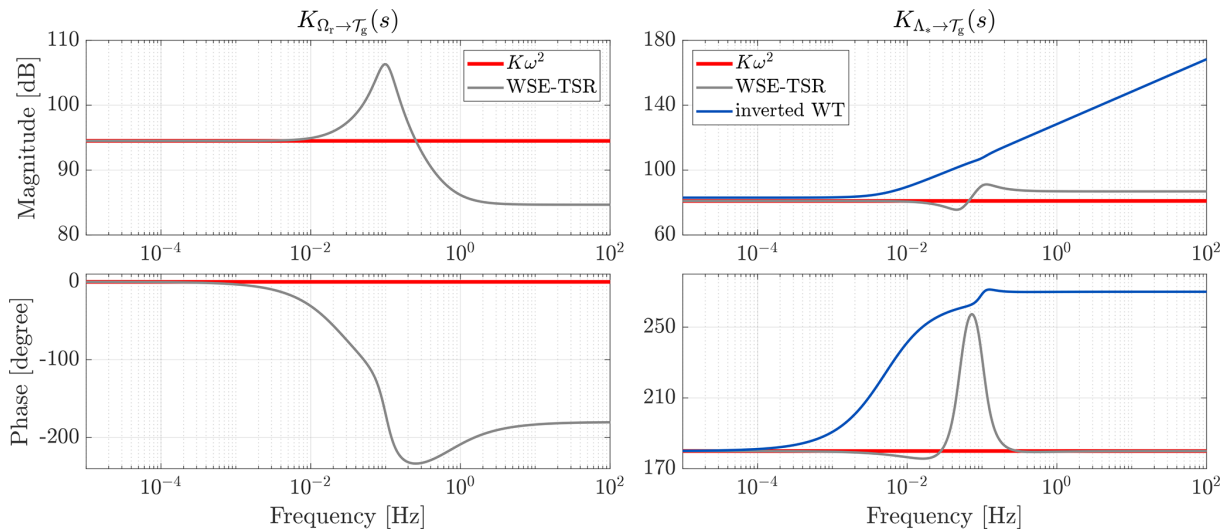 K_{Ω_r→𝒯_g}(s)
110
100
90
80
Magnitude [dB]
Kω²
WSE-TSR
10⁻⁴
10⁻²
10⁰
10²
K_{Λ_*→𝒯_g}(s)
180
140
100
60
Kω²
WSE-TSR
inverted WT
10⁻⁴
10⁻²
10⁰
10²
0
-100
-200
Phase [degree]
10⁻⁴
10⁻²
10⁰
10²
Frequency [Hz]
250
210
170
10⁻⁴
10⁻²
10⁰
10²
Frequency [Hz]